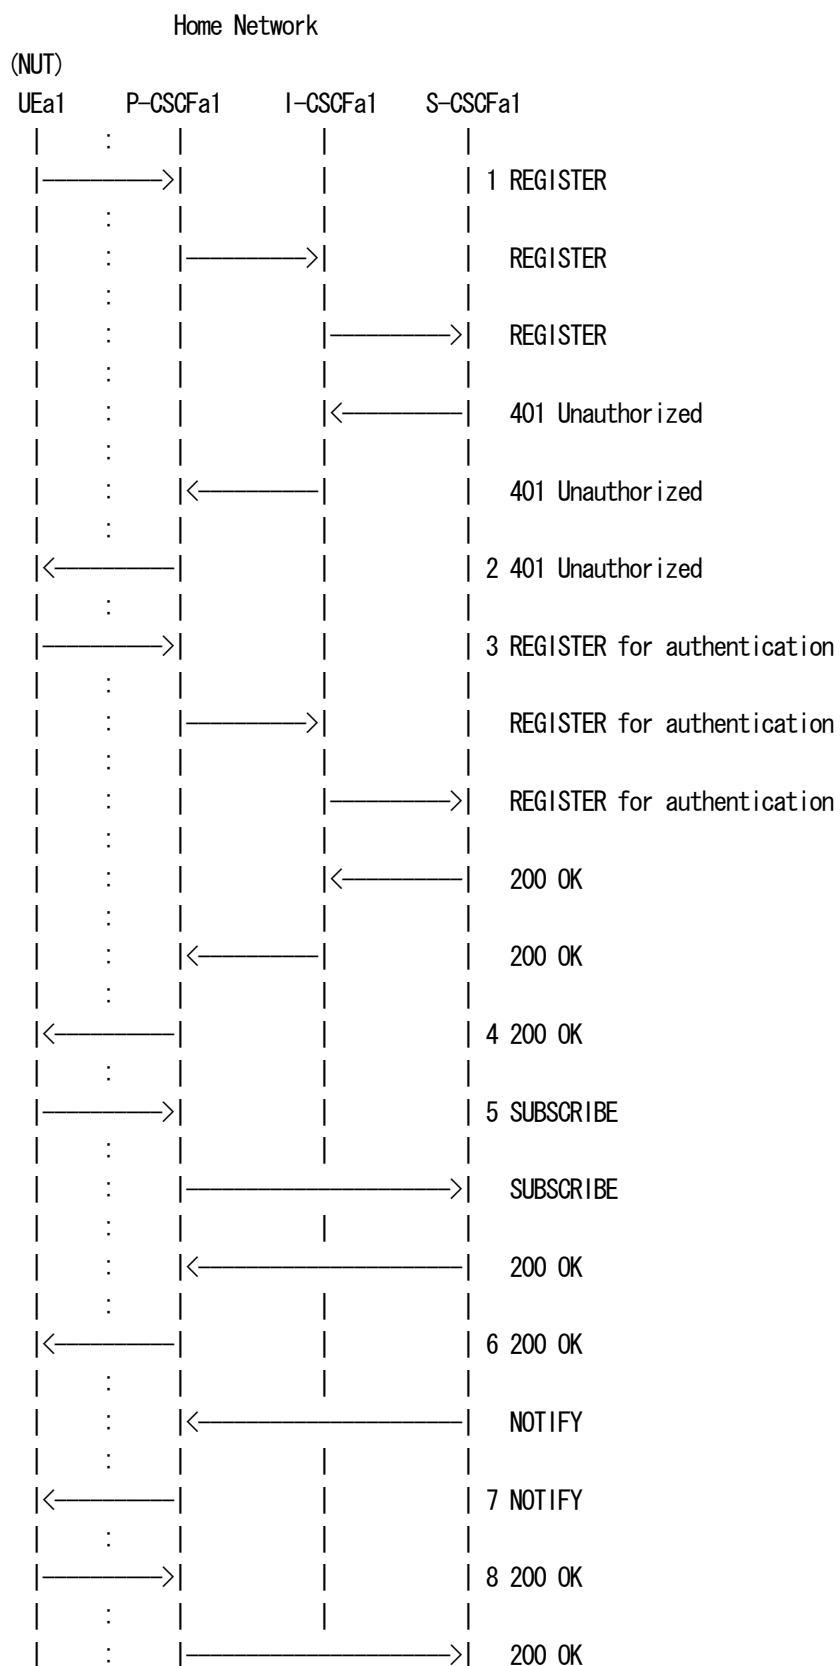 Home Network
(NUT)
UEa1 P-CSCFa1 I-CSCFa1 S-CSCFa1
| : | | |
|---------->| | | 1 REGISTER
| : | | |
| : |---------->| | REGISTER
| : | | |
| : | |---------->| REGISTER
| : | | |
| : | |<----------| 401 Unauthorized
| : | | |
| : |<----------| | 401 Unauthorized
| : | | |
|<----------| | | 2 401 Unauthorized
| : | | |
|---------->| | | 3 REGISTER for authentication
| : | | |
| : |---------->| | REGISTER for authentication
| : | | |
| : | |---------->| REGISTER for authentication
| : | | |
| : | |<----------| 200 OK
| : | | |
| : |<----------| | 200 OK
| : | | |
|<----------| | | 4 200 OK
| : | | |
|---------->| | | 5 SUBSCRIBE
| : | | |
| : |---------------------->| SUBSCRIBE
| : | | |
| : |<----------------------| 200 OK
| : | | |
|<----------| | | 6 200 OK
| : | | |
| : |<----------------------| NOTIFY
| : | | |
|<----------| | | 7 NOTIFY
| : | | |
|---------->| | | 8 200 OK
| : | | |
| : |---------------------->| 200 OK